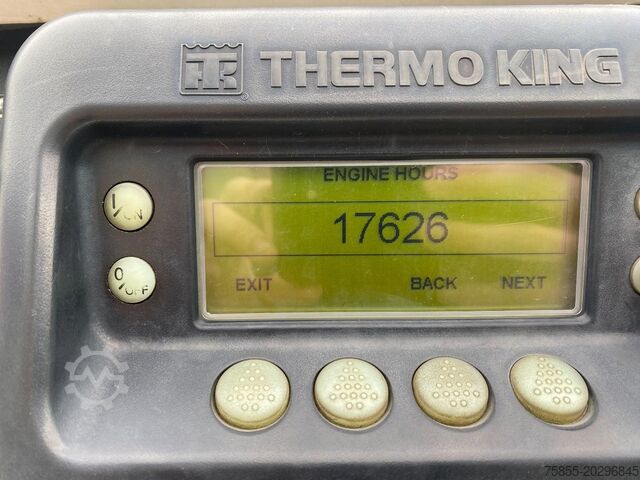 THERMO KING
ENGINE HOURS
I/ON
17626
O/OFF
EXIT BACK NEXT
75855-20296845